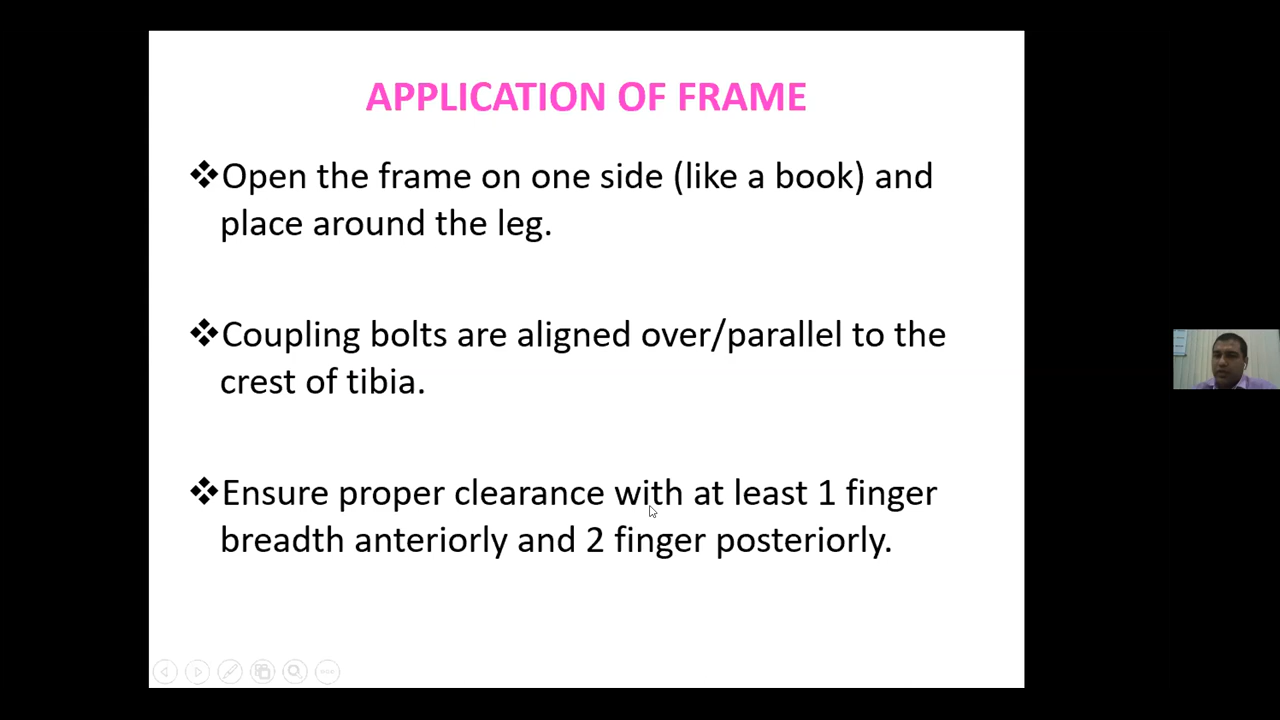 APPLICATION OF FRAME
❖Open the frame on one side (like a book) and
place around the leg.
❖Coupling bolts are aligned over/parallel to the
crest of tibia.
❖Ensure proper clearance with at least 1 finger
breadth anteriorly and 2 finger posteriorly.